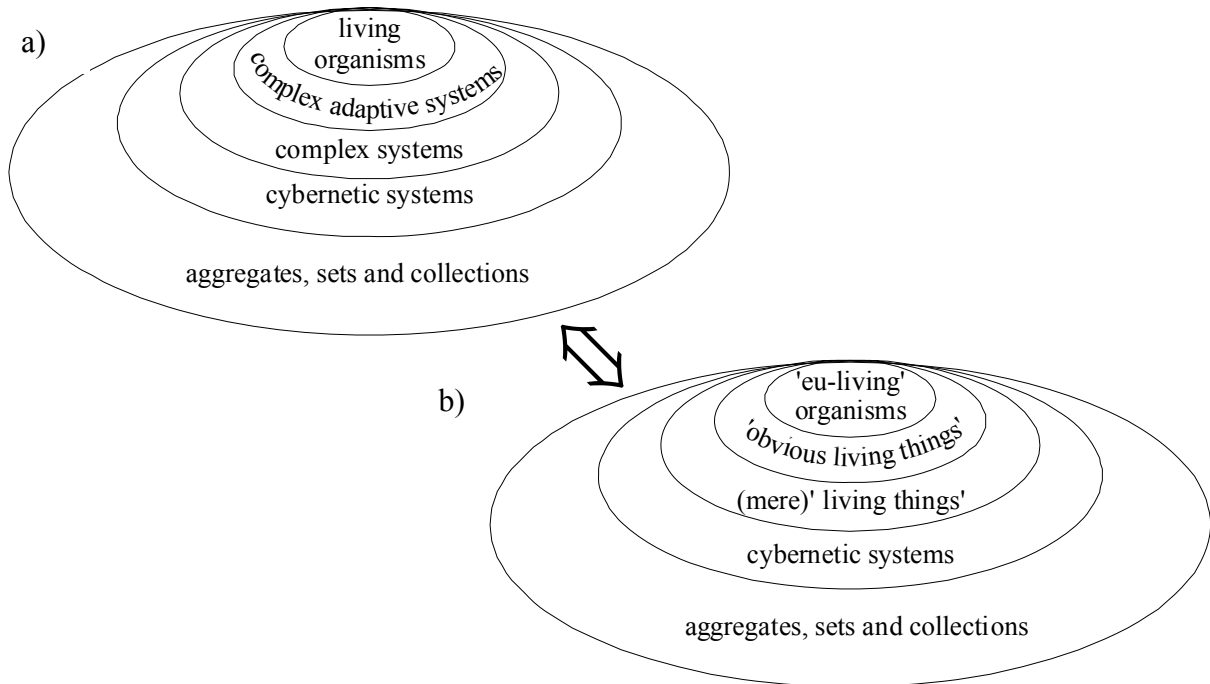 a)
living
organisms
complex adaptive systems
complex systems
cybernetic systems
aggregates, sets and collections
b)
'eu-living'
organisms
'obvious living things'
(mere)' living things'
cybernetic systems
aggregates, sets and collections